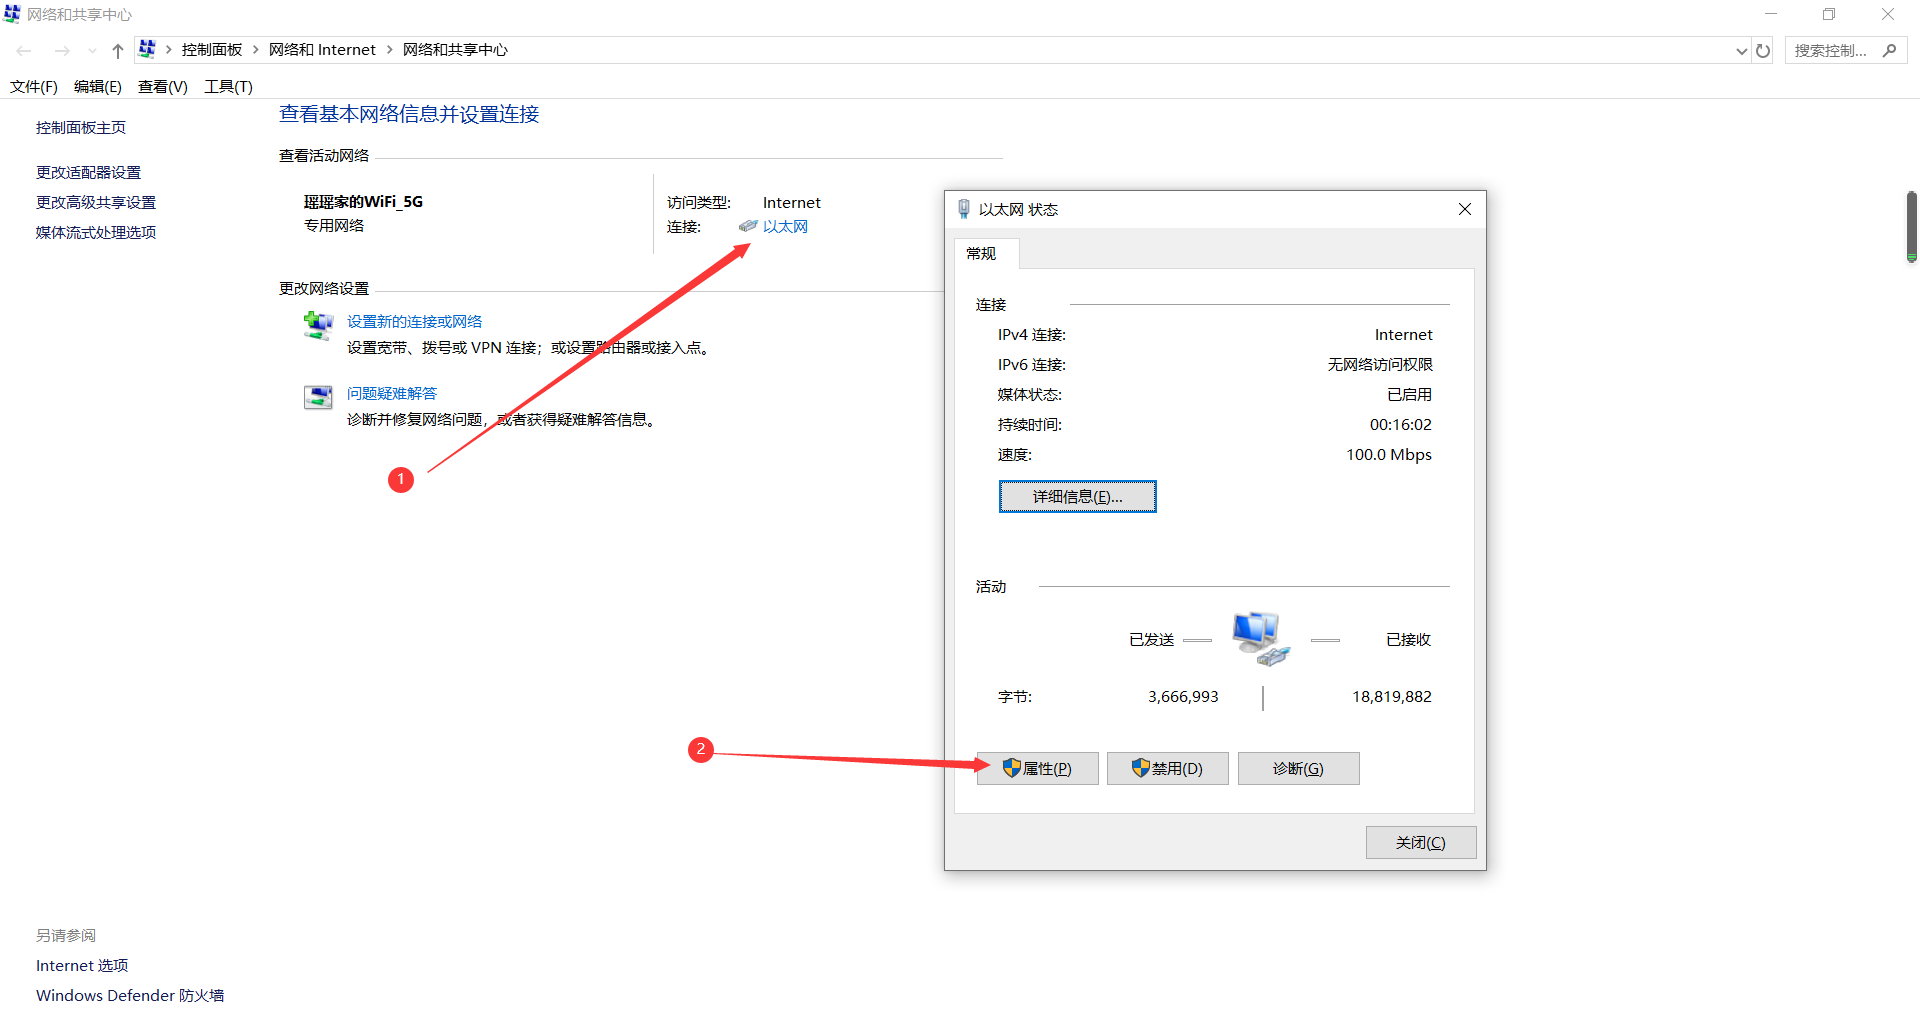 网络和共享中心
控制面板 › 网络和 Internet › 网络和共享中心
搜索控制...
文件(F) 编辑(E) 查看(V) 工具(T)
控制面板主页
更改适配器设置
更改高级共享设置
媒体流式处理选项
查看基本网络信息并设置连接
查看活动网络
瑶瑶家的WiFi_5G
专用网络
访问类型: Internet
连接: 以太网
更改网络设置
设置新的连接或网络
设置宽带、拨号或 VPN 连接；或设置路由器或接入点。
问题疑难解答
诊断并修复网络问题，或者获得疑难解答信息。
1
2
以太网 状态
常规
连接
IPv4 连接: Internet
IPv6 连接: 无网络访问权限
媒体状态: 已启用
持续时间: 00:16:02
速度: 100.0 Mbps
详细信息(E)...
活动
已发送 已接收
字节: 3,666,993 18,819,882
属性(P) 禁用(D) 诊断(G)
关闭(C)
另请参阅
Internet 选项
Windows Defender 防火墙